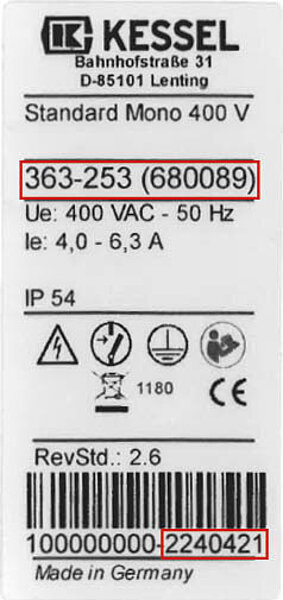 KESSEL
Bahnhofstraße 31
D-85101 Lenting
Standard Mono 400 V
363-253 (680089)
Ue: 400 VAC - 50 Hz
Ie: 4,0 - 6,3 A
IP 54
1180 CE
RevStd.: 2.6
100000000-2240421
Made in Germany